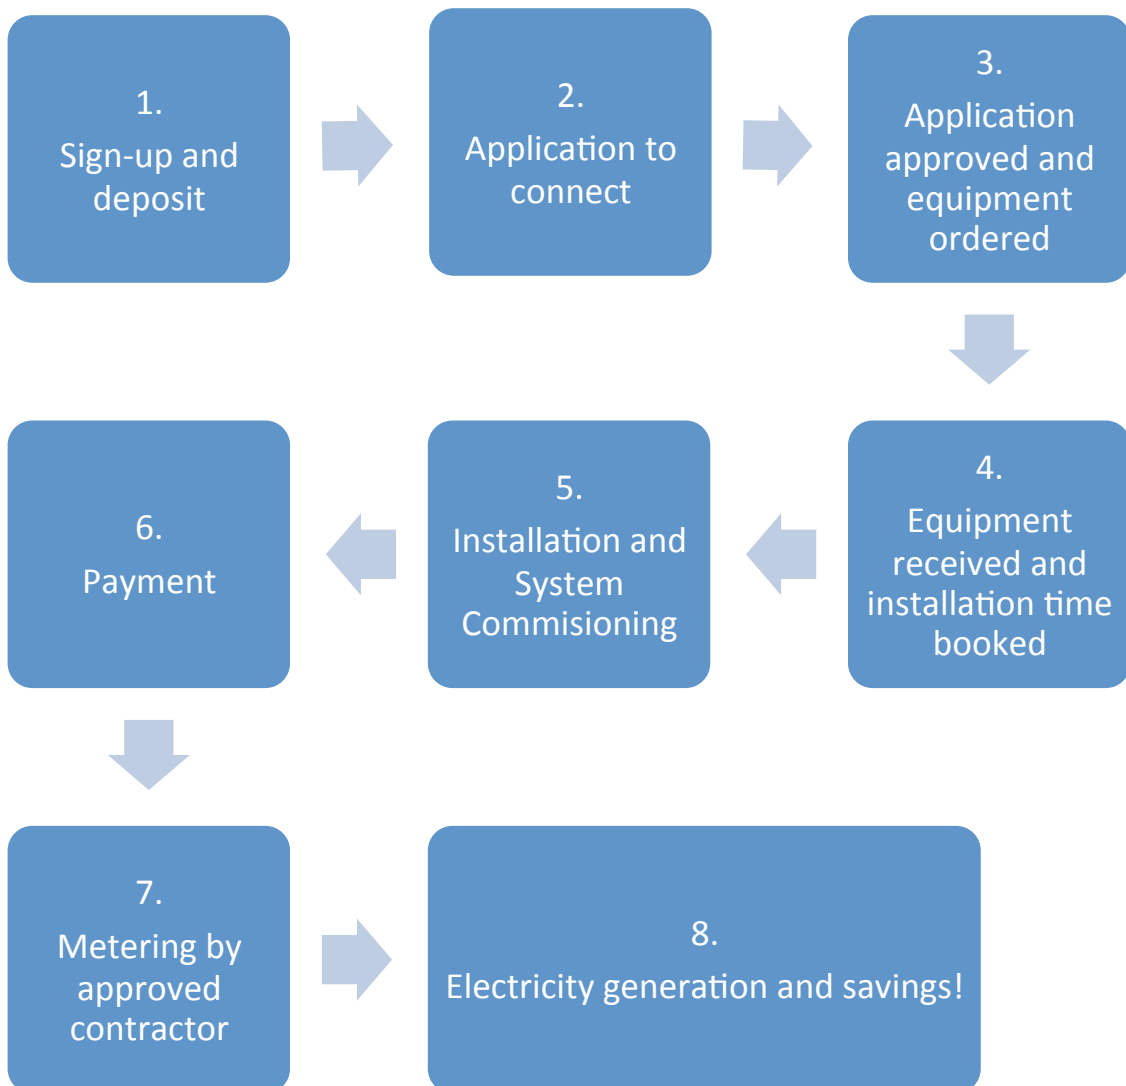 1.
Sign-up and
deposit
2.
Application to
connect
3.
Application
approved and
equipment
ordered
4.
Equipment
received and
installation time
booked
5.
Installation and
System
Commisioning
6.
Payment
7.
Metering by
approved
contractor
8.
Electricity generation and savings!